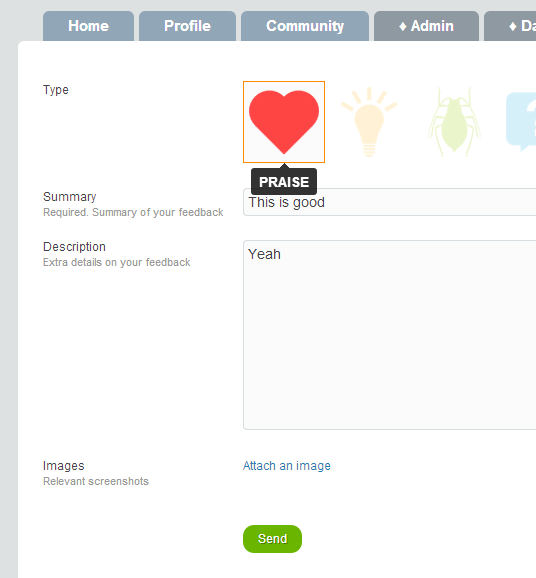 Home Profile Community ♦ Admin ♦ Da
Type
PRAISE
Summary
Required. Summary of your feedback
This is good
Description
Extra details on your feedback
Yeah
Images
Relevant screenshots
Attach an image
Send